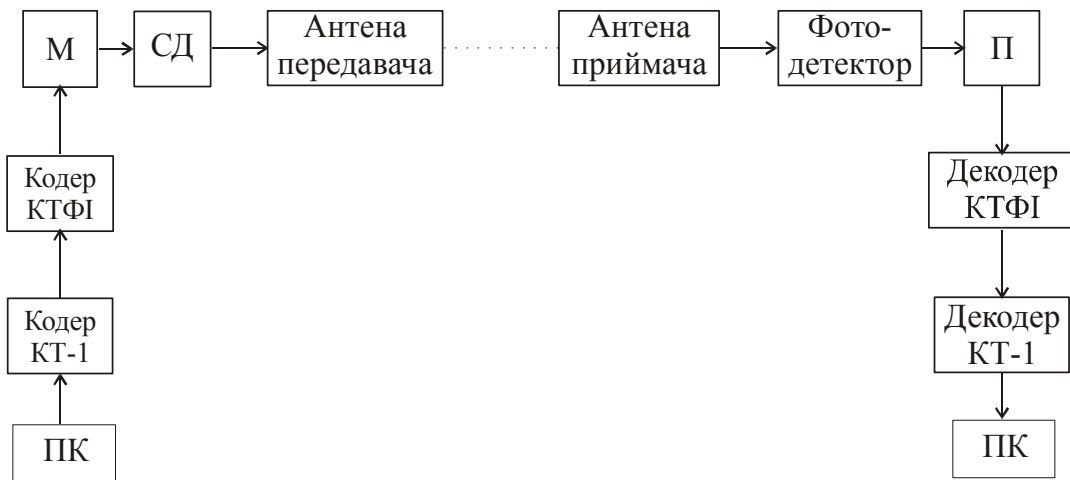 М
СД
Антена
передавача
Антена
приймача
Фото-
детектор
П
Кодер
КТФІ
Декодер
КТФІ
Кодер
КТ-1
Декодер
КТ-1
ПК
ПК